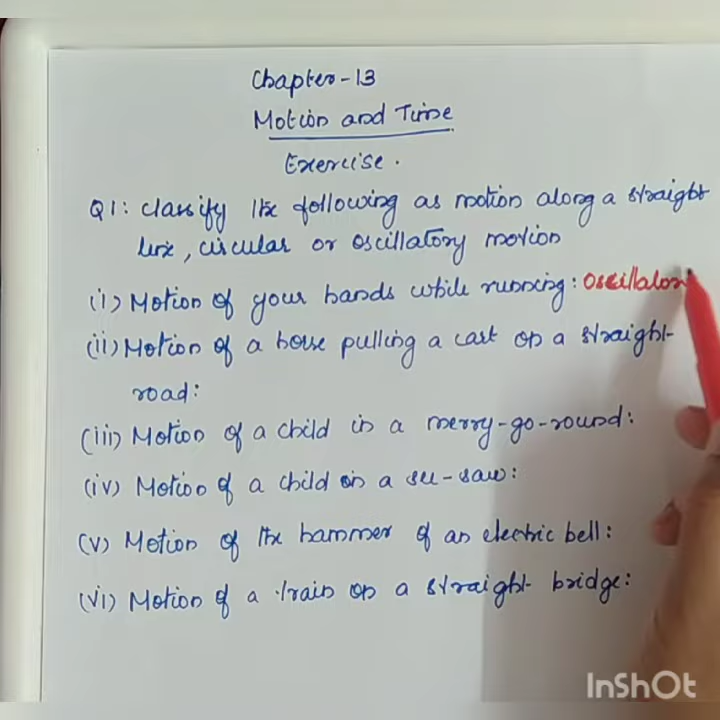 Chapter-13
Motion and Time
Exercise.
Q1: Classify the following as motion along a straight
line, circular or oscillatory motion
(i) Motion of your hands while running: Oscillator
(ii) Motion of a horse pulling a cart on a straight
road:
(iii) Motion of a child in a merry-go-round:
(iv) Motion of a child on a see-saw:
(v) Motion of the hammer of an electric bell:
(vi) Motion of a train on a straight bridge:
InShOt